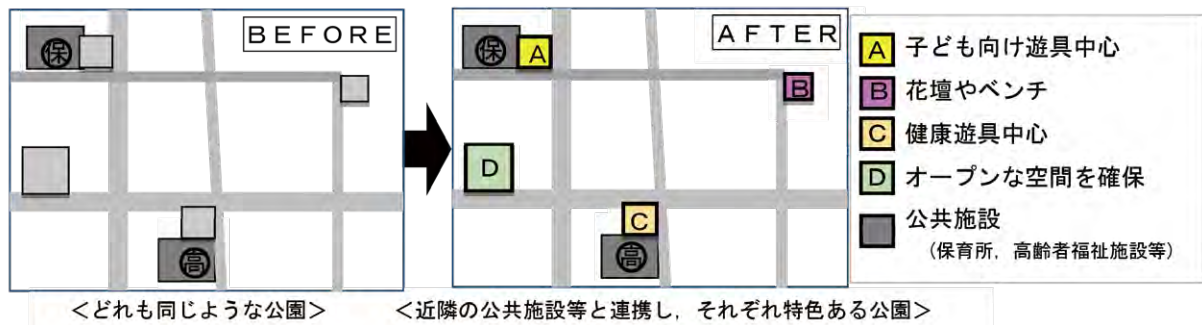 BEFORE
保
高
AFTER
保
A
B
D
C
高
A 子ども向け遊具中心
B 花壇やベンチ
C 健康遊具中心
D オープンな空間を確保
公共施設
（保育所，高齢者福祉施設等）
＜どれも同じような公園＞
＜近隣の公共施設等と連携し，それぞれ特色ある公園＞